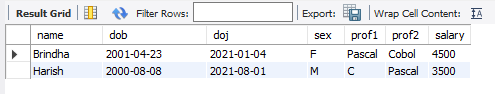 Result Grid Filter Rows: Export: Wrap Cell Content:
name dob doj sex prof1 prof2 salary
Brindha 2001-04-23 2021-01-04 F Pascal Cobol 4500
Harish 2000-08-08 2021-08-01 M C Pascal 3500